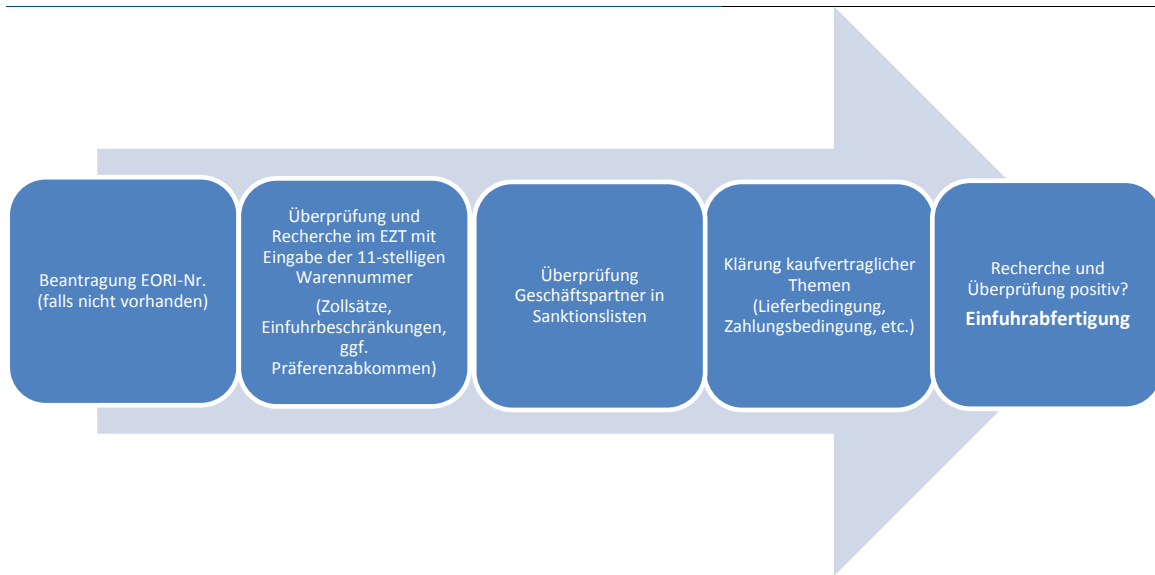 Beantragung EORI-Nr.
(falls nicht vorhanden)
Überprüfung und
Recherche im EZT mit
Eingabe der 11-stelligen
Warennummer
(Zollsätze,
Einfuhrbeschränkungen,
ggf.
Präferenzabkommen)
Überprüfung
Geschäftspartner in
Sanktionslisten
Klärung kaufvertraglicher
Themen
(Lieferbedingung,
Zahlungsbedingung, etc.)
Recherche und
Überprüfung positiv?
Einfuhrabfertigung